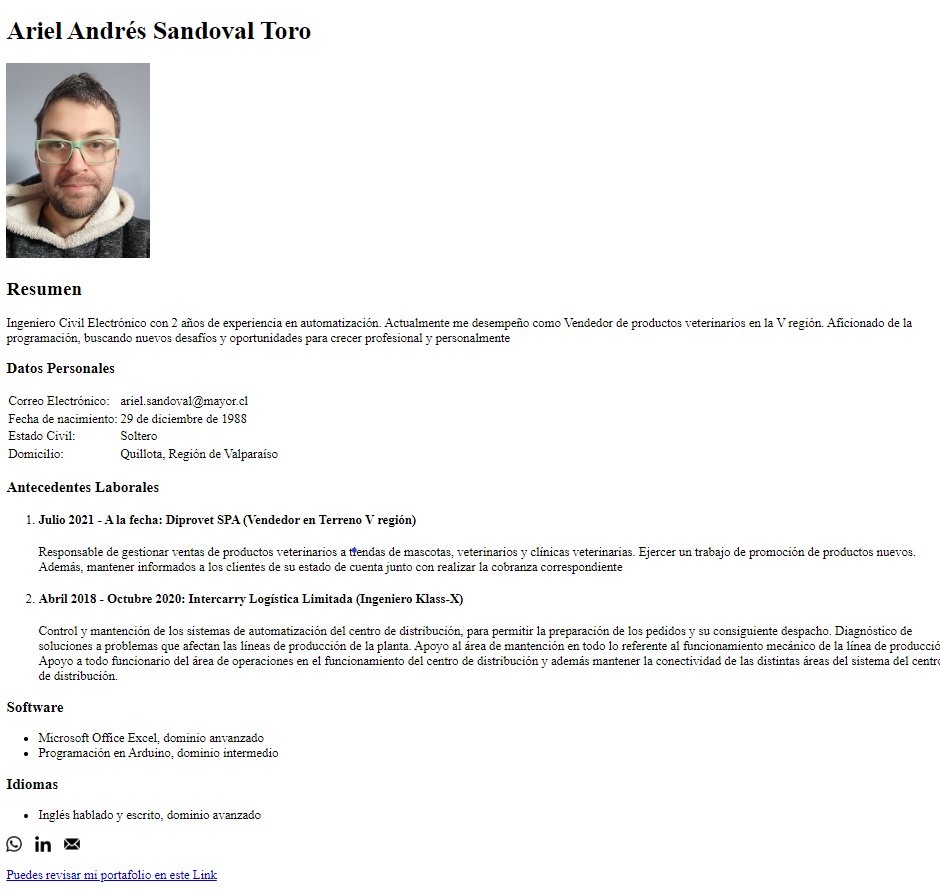 Ariel Andrés Sandoval Toro
Resumen
Ingeniero Civil Electrónico con 2 años de experiencia en automatización. Actualmente me desempeño como Vendedor de productos veterinarios en la V región. Aficionado de la
programación, buscando nuevos desafíos y oportunidades para crecer profesional y personalmente
Datos Personales
Correo Electrónico: ariel.sandoval@mayor.cl
Fecha de nacimiento: 29 de diciembre de 1988
Estado Civil: Soltero
Domicilio: Quillota, Región de Valparaíso
Antecedentes Laborales
1. Julio 2021 - A la fecha: Diprovet SPA (Vendedor en Terreno V región)
Responsable de gestionar ventas de productos veterinarios a tiendas de mascotas, veterinarios y clínicas veterinarias. Ejercer un trabajo de promoción de productos nuevos.
Además, mantener informados a los clientes de su estado de cuenta junto con realizar la cobranza correspondiente
2. Abril 2018 - Octubre 2020: Intercarry Logística Limitada (Ingeniero Klass-X)
Control y mantención de los sistemas de automatización del centro de distribución, para permitir la preparación de los pedidos y su consiguiente despacho. Diagnóstico de
soluciones a problemas que afectan las líneas de producción de la planta. Apoyo al área de mantención en todo lo referente al funcionamiento mecánico de la línea de producció
Apoyo a todo funcionario del área de operaciones en el funcionamiento del centro de distribución y además mantener la conectividad de las distintas áreas del sistema del centro
de distribución.
Software
• Microsoft Office Excel, dominio anvanzado
• Programación en Arduino, dominio intermedio
Idiomas
• Inglés hablado y escrito, dominio avanzado
in
Puedes revisar mi portafolio en este Link